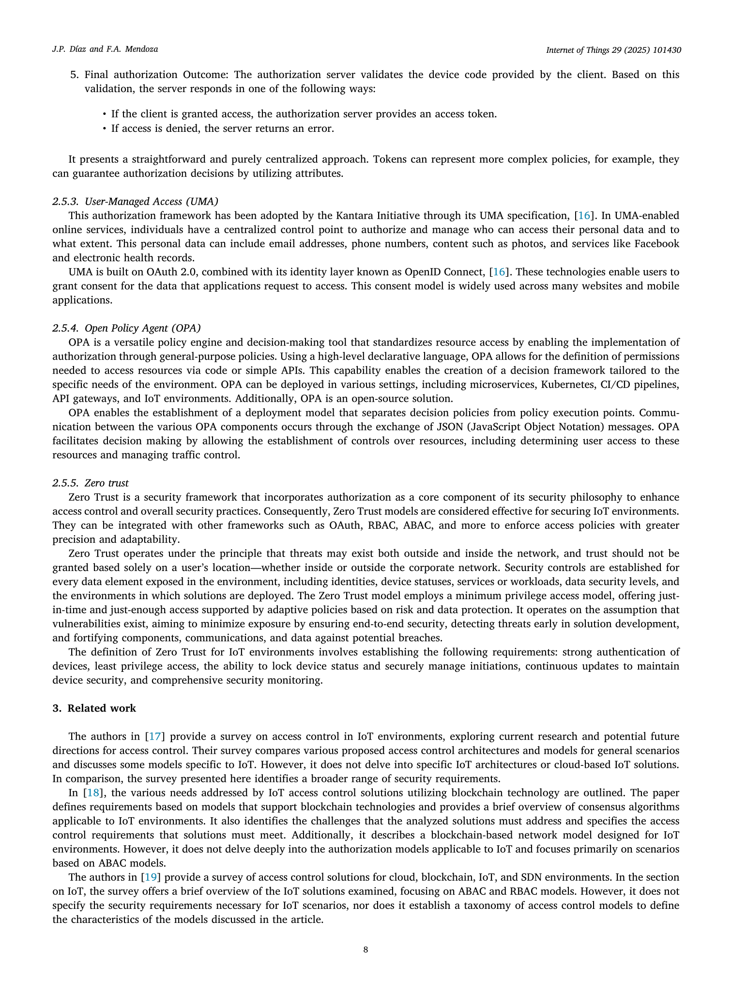 J.P. Díaz and F.A. Mendoza
Internet of Things 29 (2025) 101430
5. Final authorization Outcome: The authorization server validates the device code provided by the client. Based on this
validation, the server responds in one of the following ways:
• If the client is granted access, the authorization server provides an access token.
• If access is denied, the server returns an error.
It presents a straightforward and purely centralized approach. Tokens can represent more complex policies, for example, they
can guarantee authorization decisions by utilizing attributes.
2.5.3. User-Managed Access (UMA)
This authorization framework has been adopted by the Kantara Initiative through its UMA specification, [16]. In UMA-enabled
online services, individuals have a centralized control point to authorize and manage who can access their personal data and to
what extent. This personal data can include email addresses, phone numbers, content such as photos, and services like Facebook
and electronic health records.
UMA is built on OAuth 2.0, combined with its identity layer known as OpenID Connect, [16]. These technologies enable users to
grant consent for the data that applications request to access. This consent model is widely used across many websites and mobile
applications.
2.5.4. Open Policy Agent (OPA)
OPA is a versatile policy engine and decision-making tool that standardizes resource access by enabling the implementation of
authorization through general-purpose policies. Using a high-level declarative language, OPA allows for the definition of permissions
needed to access resources via code or simple APIs. This capability enables the creation of a decision framework tailored to the
specific needs of the environment. OPA can be deployed in various settings, including microservices, Kubernetes, CI/CD pipelines,
API gateways, and IoT environments. Additionally, OPA is an open-source solution.
OPA enables the establishment of a deployment model that separates decision policies from policy execution points. Commu-
nication between the various OPA components occurs through the exchange of JSON (JavaScript Object Notation) messages. OPA
facilitates decision making by allowing the establishment of controls over resources, including determining user access to these
resources and managing traffic control.
2.5.5. Zero trust
Zero Trust is a security framework that incorporates authorization as a core component of its security philosophy to enhance
access control and overall security practices. Consequently, Zero Trust models are considered effective for securing IoT environments.
They can be integrated with other frameworks such as OAuth, RBAC, ABAC, and more to enforce access policies with greater
precision and adaptability.
Zero Trust operates under the principle that threats may exist both outside and inside the network, and trust should not be
granted based solely on a user's location—whether inside or outside the corporate network. Security controls are established for
every data element exposed in the environment, including identities, device statuses, services or workloads, data security levels, and
the environments in which solutions are deployed. The Zero Trust model employs a minimum privilege access model, offering just-
in-time and just-enough access supported by adaptive policies based on risk and data protection. It operates on the assumption that
vulnerabilities exist, aiming to minimize exposure by ensuring end-to-end security, detecting threats early in solution development,
and fortifying components, communications, and data against potential breaches.
The definition of Zero Trust for IoT environments involves establishing the following requirements: strong authentication of
devices, least privilege access, the ability to lock device status and securely manage initiations, continuous updates to maintain
device security, and comprehensive security monitoring.
3. Related work
The authors in [17] provide a survey on access control in IoT environments, exploring current research and potential future
directions for access control. Their survey compares various proposed access control architectures and models for general scenarios
and discusses some models specific to IoT. However, it does not delve into specific IoT architectures or cloud-based IoT solutions.
In comparison, the survey presented here identifies a broader range of security requirements.
In [18], the various needs addressed by IoT access control solutions utilizing blockchain technology are outlined. The paper
defines requirements based on models that support blockchain technologies and provides a brief overview of consensus algorithms
applicable to IoT environments. It also identifies the challenges that the analyzed solutions must address and specifies the access
control requirements that solutions must meet. Additionally, it describes a blockchain-based network model designed for IoT
environments. However, it does not delve deeply into the authorization models applicable to IoT and focuses primarily on scenarios
based on ABAC models.
The authors in [19] provide a survey of access control solutions for cloud, blockchain, IoT, and SDN environments. In the section
on IoT, the survey offers a brief overview of the IoT solutions examined, focusing on ABAC and RBAC models. However, it does not
specify the security requirements necessary for IoT scenarios, nor does it establish a taxonomy of access control models to define
the characteristics of the models discussed in the article.
8